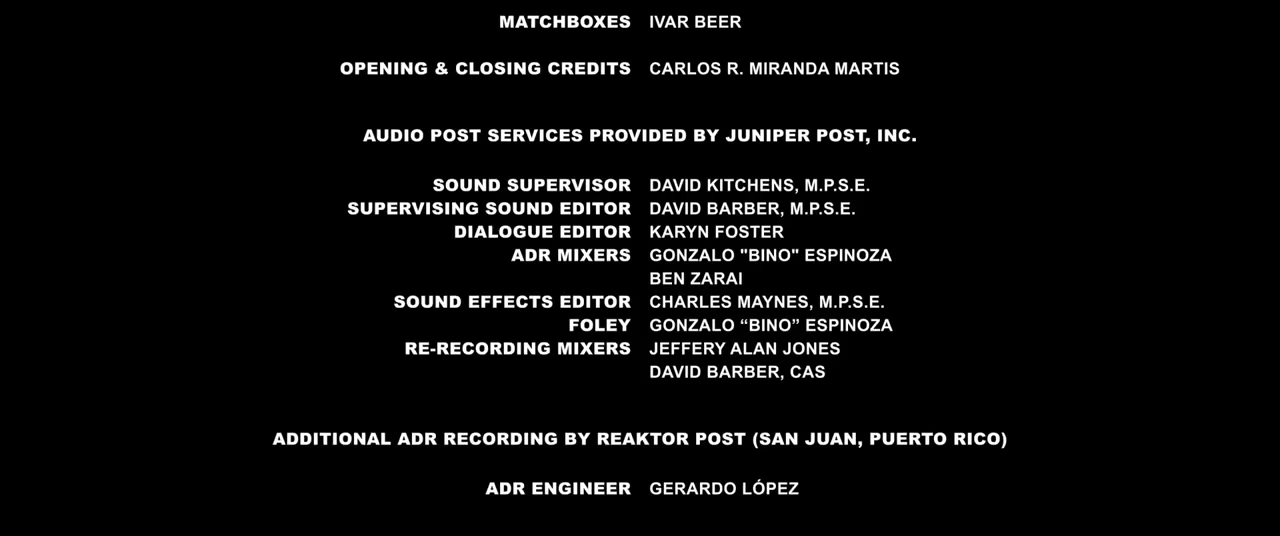 MATCHBOXES IVAR BEER
OPENING & CLOSING CREDITS CARLOS R. MIRANDA MARTIS
AUDIO POST SERVICES PROVIDED BY JUNIPER POST, INC.
SOUND SUPERVISOR DAVID KITCHENS, M.P.S.E.
SUPERVISING SOUND EDITOR DAVID BARBER, M.P.S.E.
DIALOGUE EDITOR KARYN FOSTER
ADR MIXERS GONZALO "BINO" ESPINOZA
BEN ZARAI
SOUND EFFECTS EDITOR CHARLES MAYNES, M.P.S.E.
FOLEY GONZALO “BINO” ESPINOZA
RE-RECORDING MIXERS JEFFERY ALAN JONES
DAVID BARBER, CAS
ADDITIONAL ADR RECORDING BY REAKTOR POST (SAN JUAN, PUERTO RICO)
ADR ENGINEER GERARDO LÓPEZ